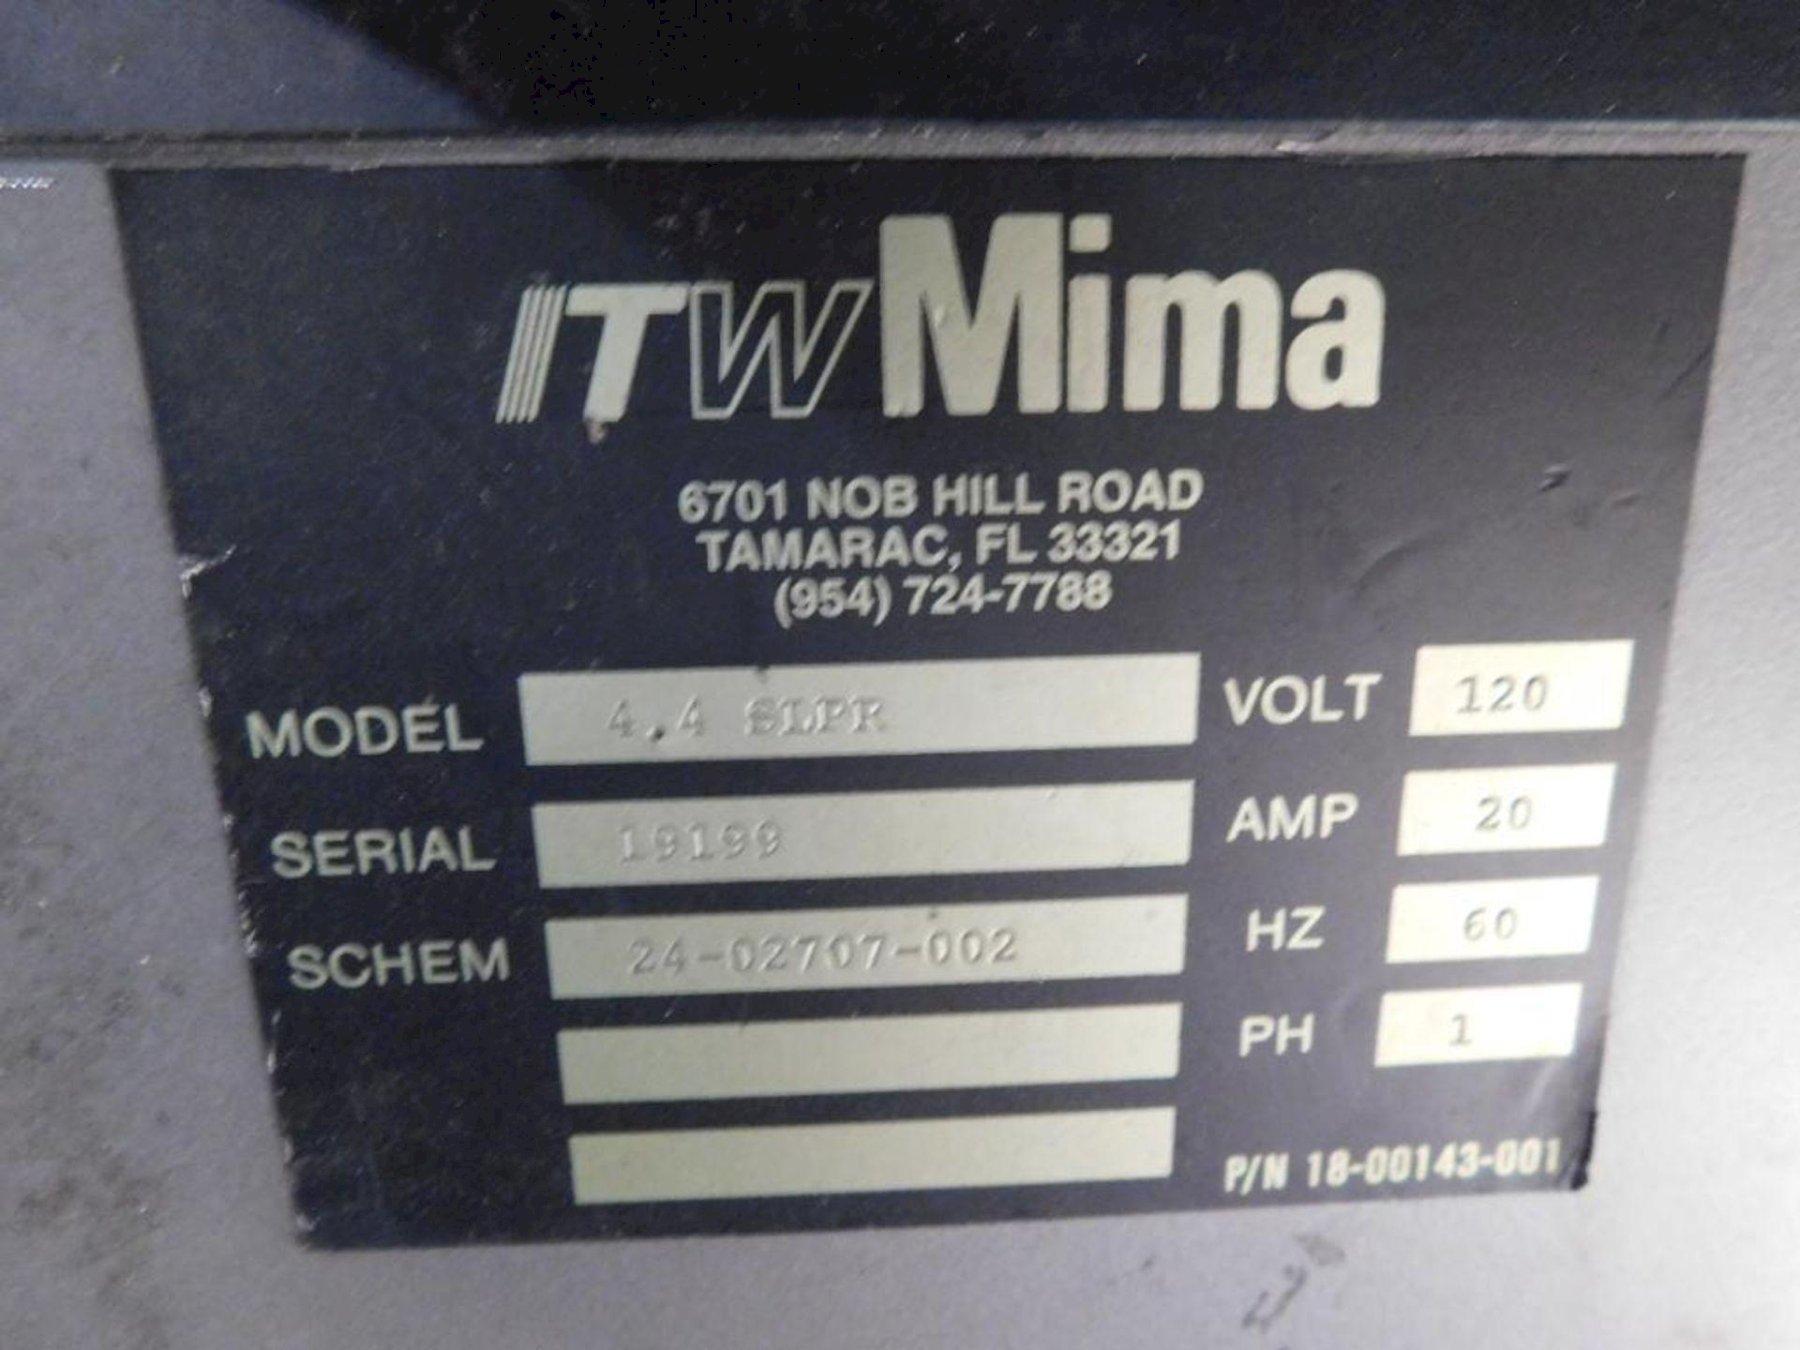 ITW Mima
6701 NOB HILL ROAD
TAMARAC, FL 33321
(954) 724-7788
MODEL 4.4 SLPR VOLT 120
SERIAL 19199 AMP 20
SCHEM 24-02707-002 HZ 60
PH 1
P/N 18-00143-001